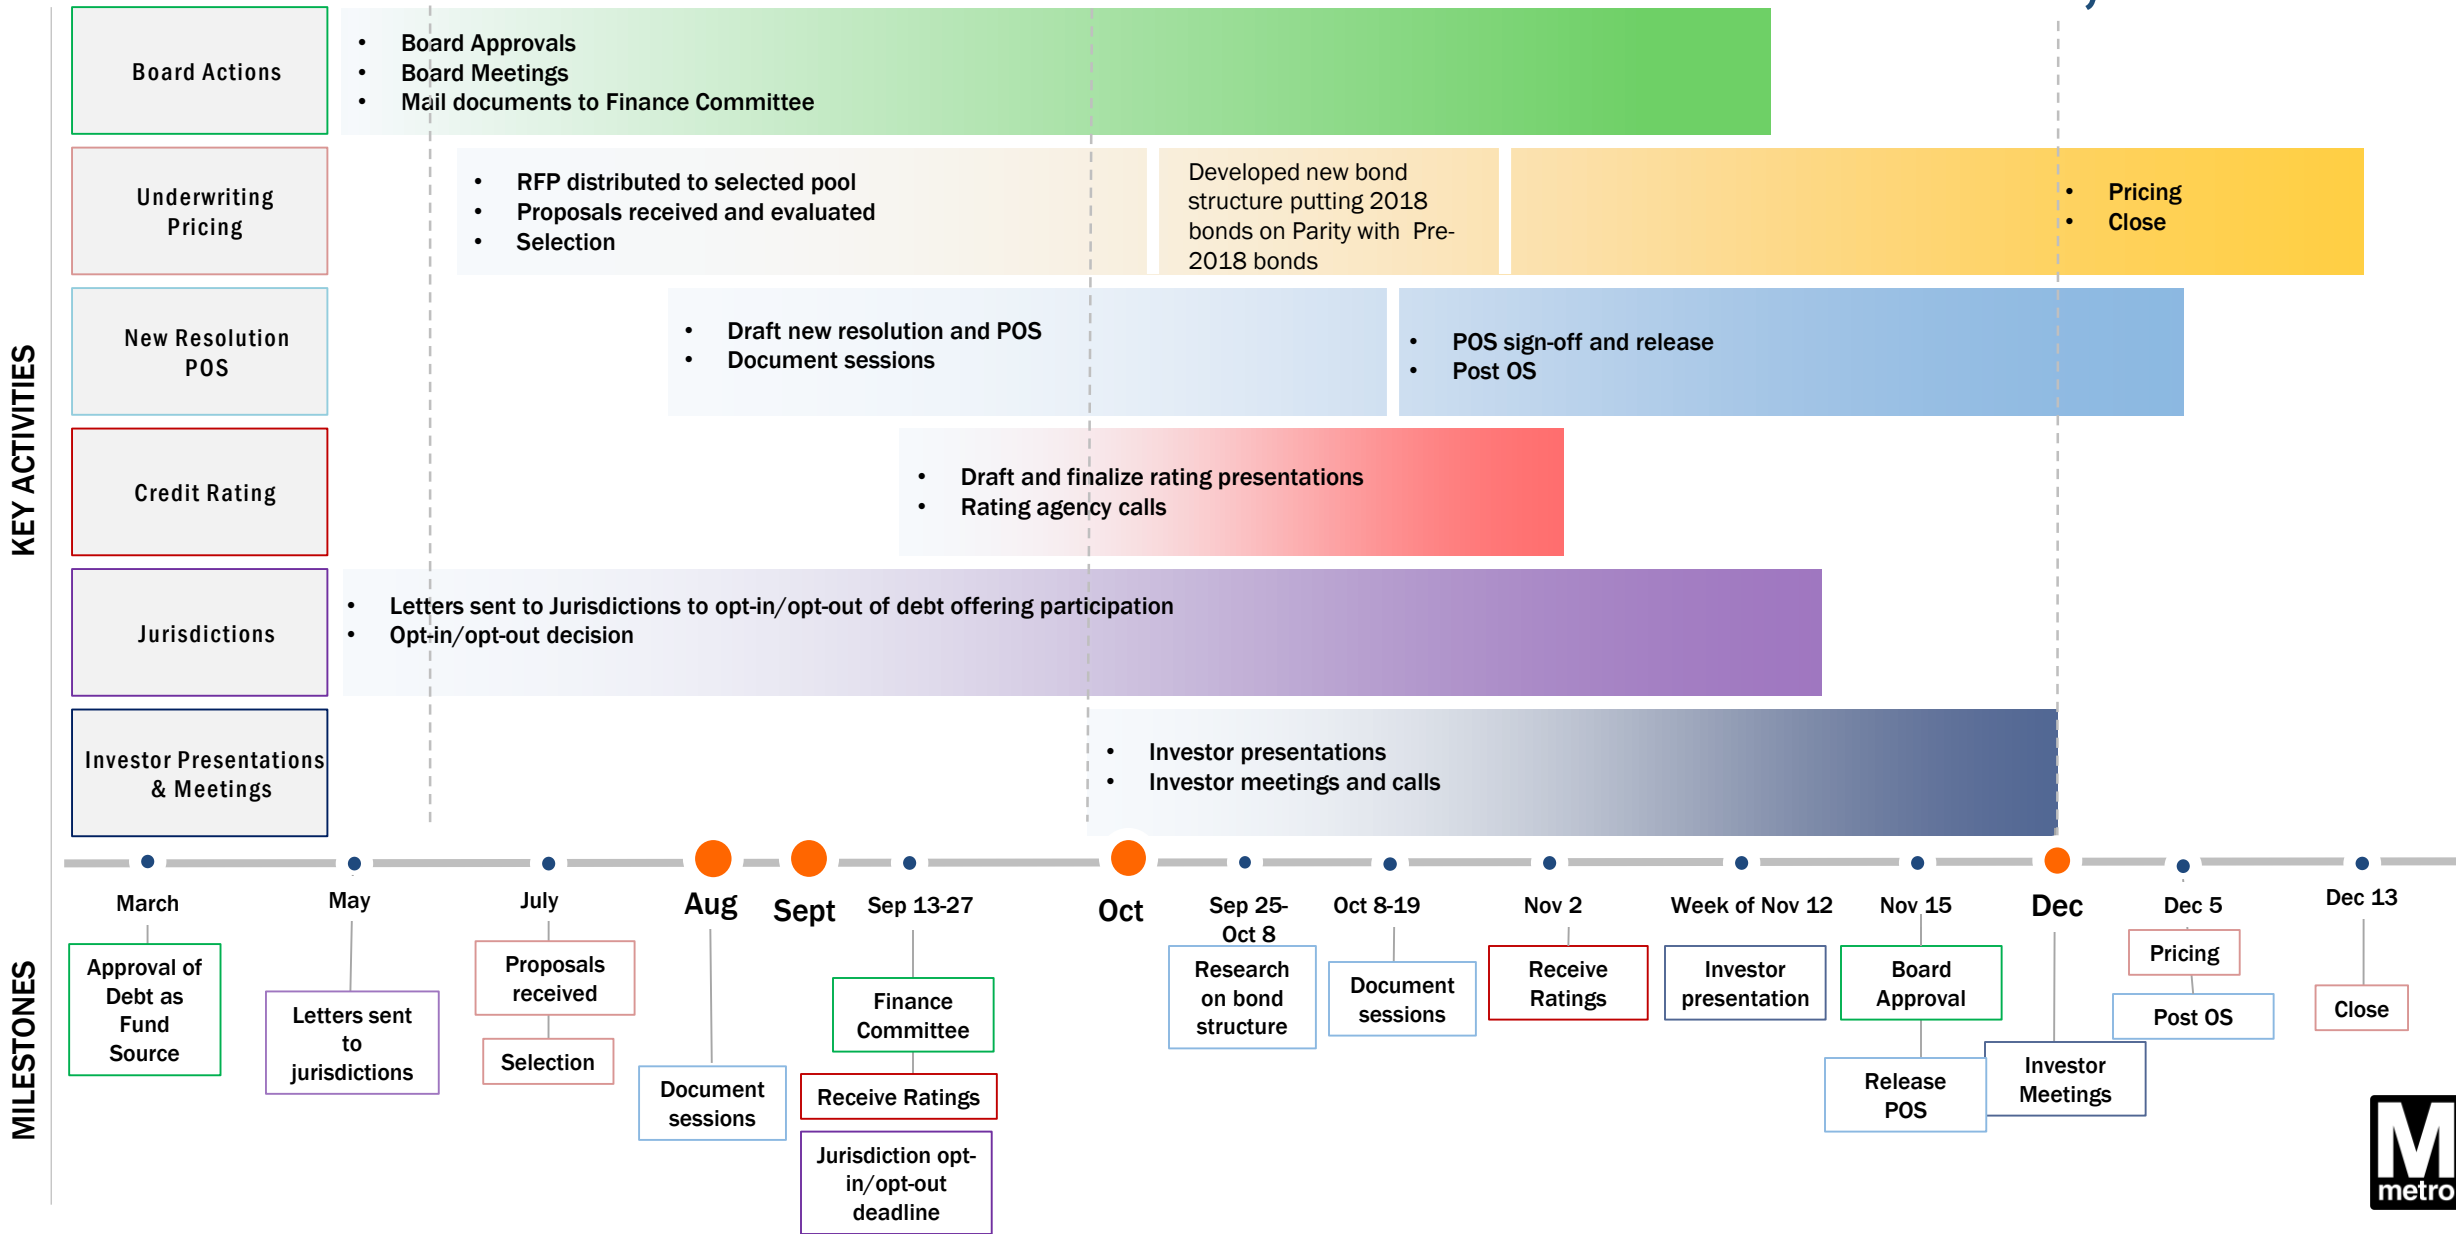 KEY ACTIVITIES
Board Actions
• Board Approvals
• Board Meetings
• Mail documents to Finance Committee
Underwriting
Pricing
• RFP distributed to selected pool
• Proposals received and evaluated
• Selection
Developed new bond
structure putting 2018
bonds on Parity with Pre-
2018 bonds
• Pricing
• Close
New Resolution
POS
• Draft new resolution and POS
• Document sessions
• POS sign-off and release
• Post OS
Credit Rating
• Draft and finalize rating presentations
• Rating agency calls
Jurisdictions
• Letters sent to Jurisdictions to opt-in/opt-out of debt offering participation
• Opt-in/opt-out decision
Investor Presentations
& Meetings
• Investor presentations
• Investor meetings and calls
MILESTONES
March
Approval of
Debt as
Fund
Source
May
Letters sent
to
jurisdictions
July
Proposals
received
Selection
Aug
Document
sessions
Sept
Sep 13-27
Finance
Committee
Receive Ratings
Jurisdiction opt-
in/opt-out
deadline
Oct
Sep 25-
Oct 8
Research
on bond
structure
Oct 8-19
Document
sessions
Nov 2
Receive
Ratings
Week of Nov 12
Investor
presentation
Nov 15
Board
Approval
Release
POS
Dec
Investor
Meetings
Dec 5
Pricing
Post OS
Dec 13
Close
M
metro